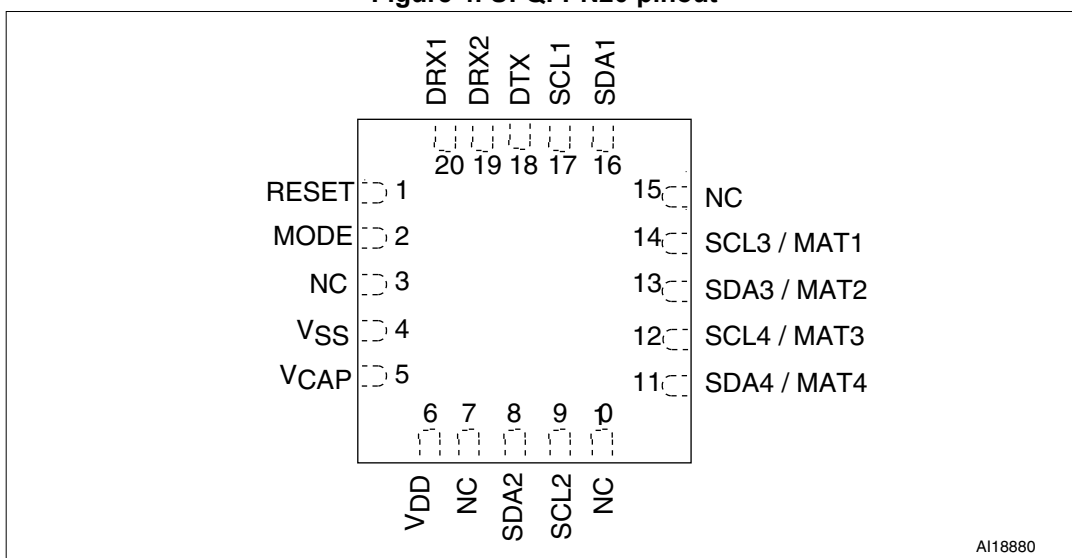 Figure 4. UFQFPN20 pinout
DRX1 DRX2 DTX SCL1 SDA1
20 19 18 17 16
RESET 1
MODE 2
NC 3
VSS 4
VCAP 5
15 NC
14 SCL3 / MAT1
13 SDA3 / MAT2
12 SCL4 / MAT3
11 SDA4 / MAT4
6 7 8 9 10
VDD NC SDA2 SCL2 NC
AI18880